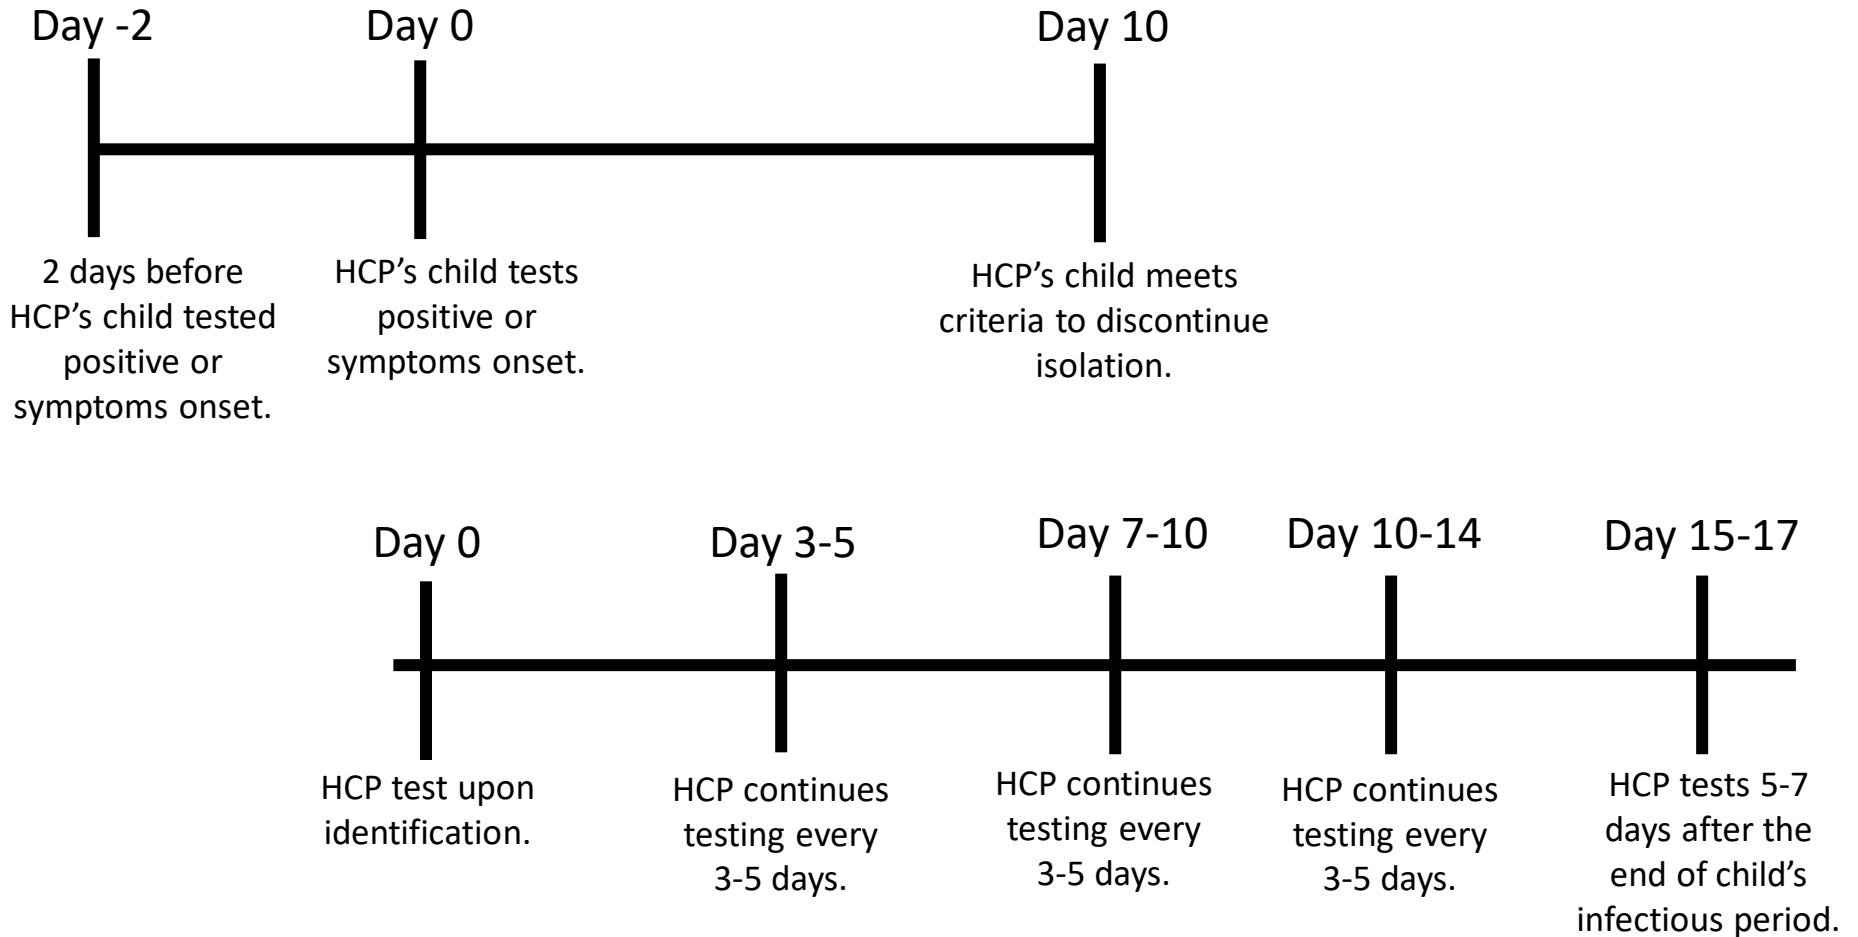 Day -2
2 days before
HCP’s child tested
positive or
symptoms onset.
Day 0
HCP’s child tests
positive or
symptoms onset.
Day 10
HCP’s child meets
criteria to discontinue
isolation.
Day 0
HCP test upon
identification.
Day 3-5
HCP continues
testing every
3-5 days.
Day 7-10
HCP continues
testing every
3-5 days.
Day 10-14
HCP continues
testing every
3-5 days.
Day 15-17
HCP tests 5-7
days after the
end of child’s
infectious period.